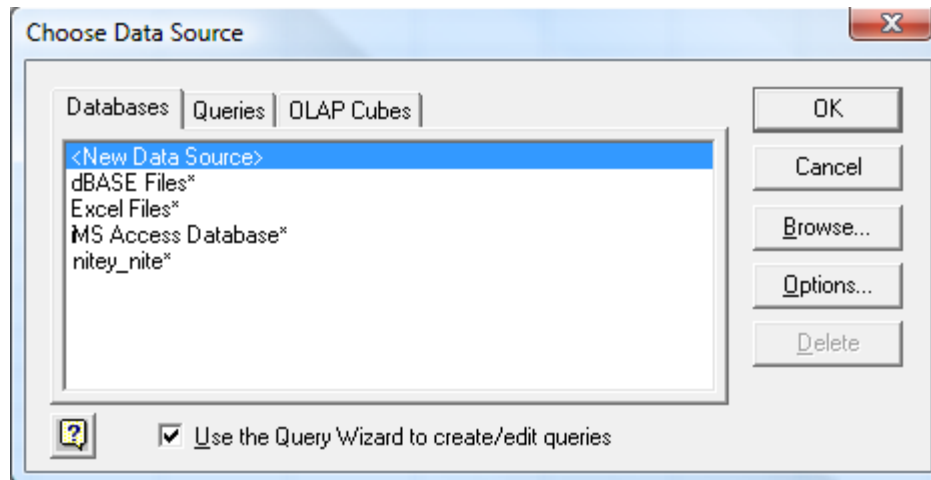 Choose Data Source
Databases Queries OLAP Cubes
<New Data Source>
dBASE Files*
Excel Files*
MS Access Database*
nitey_nite*
OK
Cancel
Browse...
Options...
Delete
Use the Query Wizard to create/edit queries